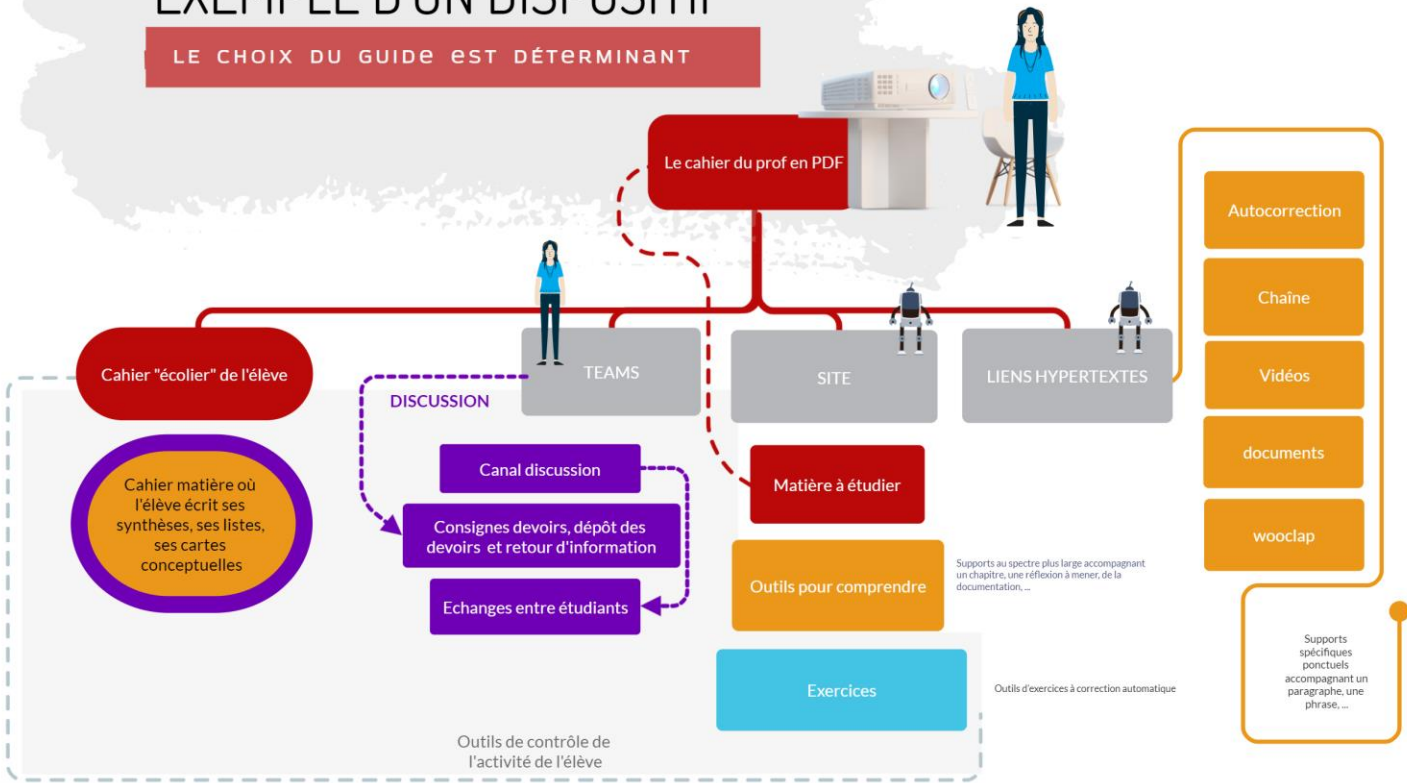 EXEMPLE D'UN DISPOSITIF
LE CHOIX DU GUIDE EST DÉTERMINANT
Le cahier du prof en PDF
Cahier "écolier" de l'élève
TEAMS
SITE
LIENS HYPERTEXTES
DISCUSSION
Cahier matière où
l'élève écrit ses
synthèses, ses listes,
ses cartes
conceptuelles
Canal discussion
Consignes devoirs, dépôt des
devoirs et retour d'information
Echanges entre étudiants
Matière à étudier
Outils pour comprendre
Supports au spectre plus large accompagnant
un chapitre, une réflexion à mener, de la
documentation, ...
Exercices
Outils d'exercices à correction automatique
Outils de contrôle de
l'activité de l'élève
Autocorrection
Chaîne
Vidéos
documents
wooclap
Supports
spécifiques
ponctuels
accompagnant un
paragraphe, une
phrase, ...